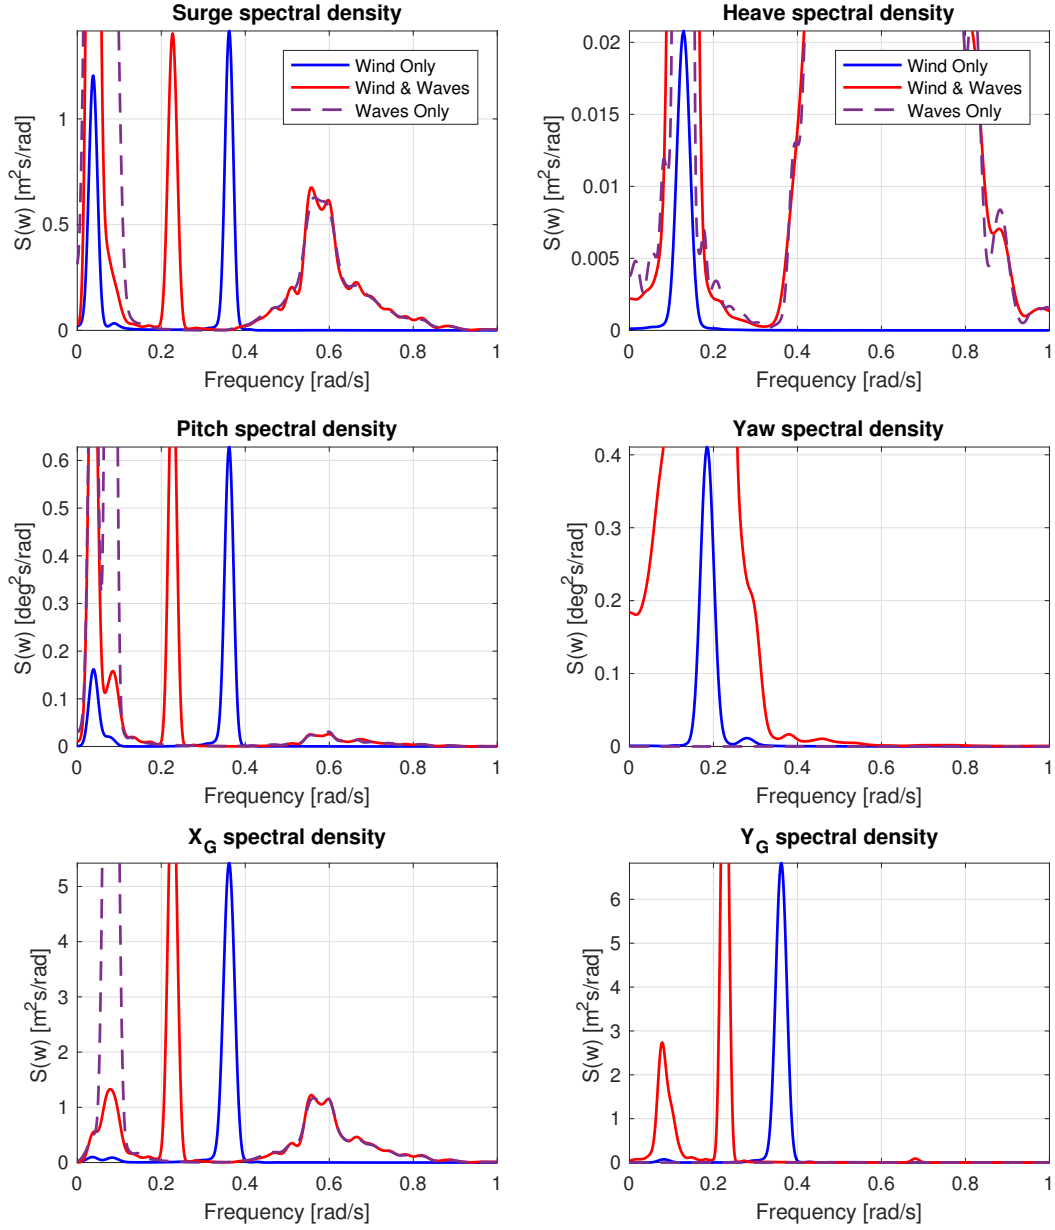 Surge spectral density
S(w) [m²s/rad]
1
0.5
0
0 0.2 0.4 0.6 0.8 1
Frequency [rad/s]
Wind Only
Wind & Waves
Waves Only
Heave spectral density
S(w) [m²s/rad]
0.02
0.015
0.01
0.005
0
0 0.2 0.4 0.6 0.8 1
Frequency [rad/s]
Wind Only
Wind & Waves
Waves Only
Pitch spectral density
S(w) [deg²s/rad]
0.6
0.5
0.4
0.3
0.2
0.1
0
0 0.2 0.4 0.6 0.8 1
Frequency [rad/s]
Yaw spectral density
S(w) [deg²s/rad]
0.4
0.3
0.2
0.1
0
0 0.2 0.4 0.6 0.8 1
Frequency [rad/s]
X_G spectral density
S(w) [m²s/rad]
5
4
3
2
1
0
0 0.2 0.4 0.6 0.8 1
Frequency [rad/s]
Y_G spectral density
S(w) [m²s/rad]
6
5
4
3
2
1
0
0 0.2 0.4 0.6 0.8 1
Frequency [rad/s]